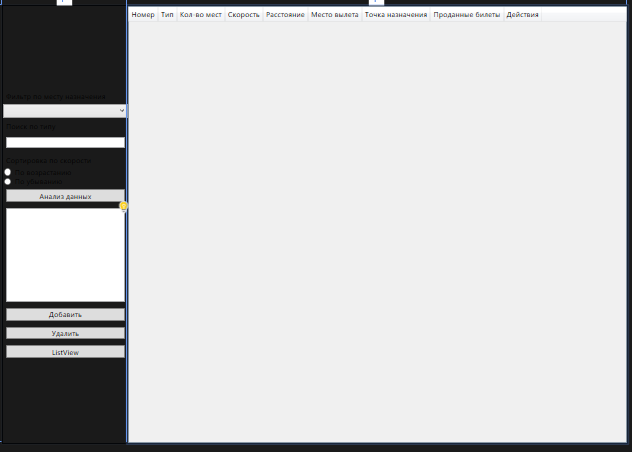 Номер Тип Кол-во мест Скорость Расстояние Место вылета Точка назначения Проданные билеты Действия
Фильтр по месту назначения
Поиск по типу
Сортировка по скорости
По возрастанию
По убыванию
Анализ данных
Добавить
Удалить
ListView